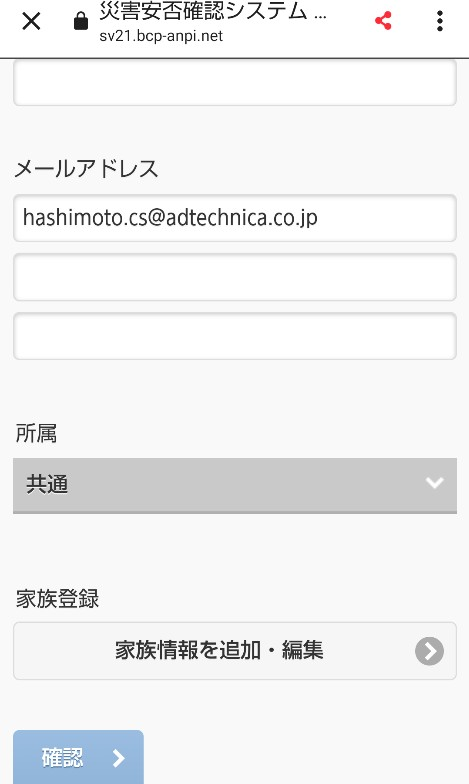 災害安否確認システム ...
sv21.bcp-anpi.net
メールアドレス
hashimoto.cs@adtechnica.co.jp
所属
共通
家族登録
家族情報を追加・編集
確認